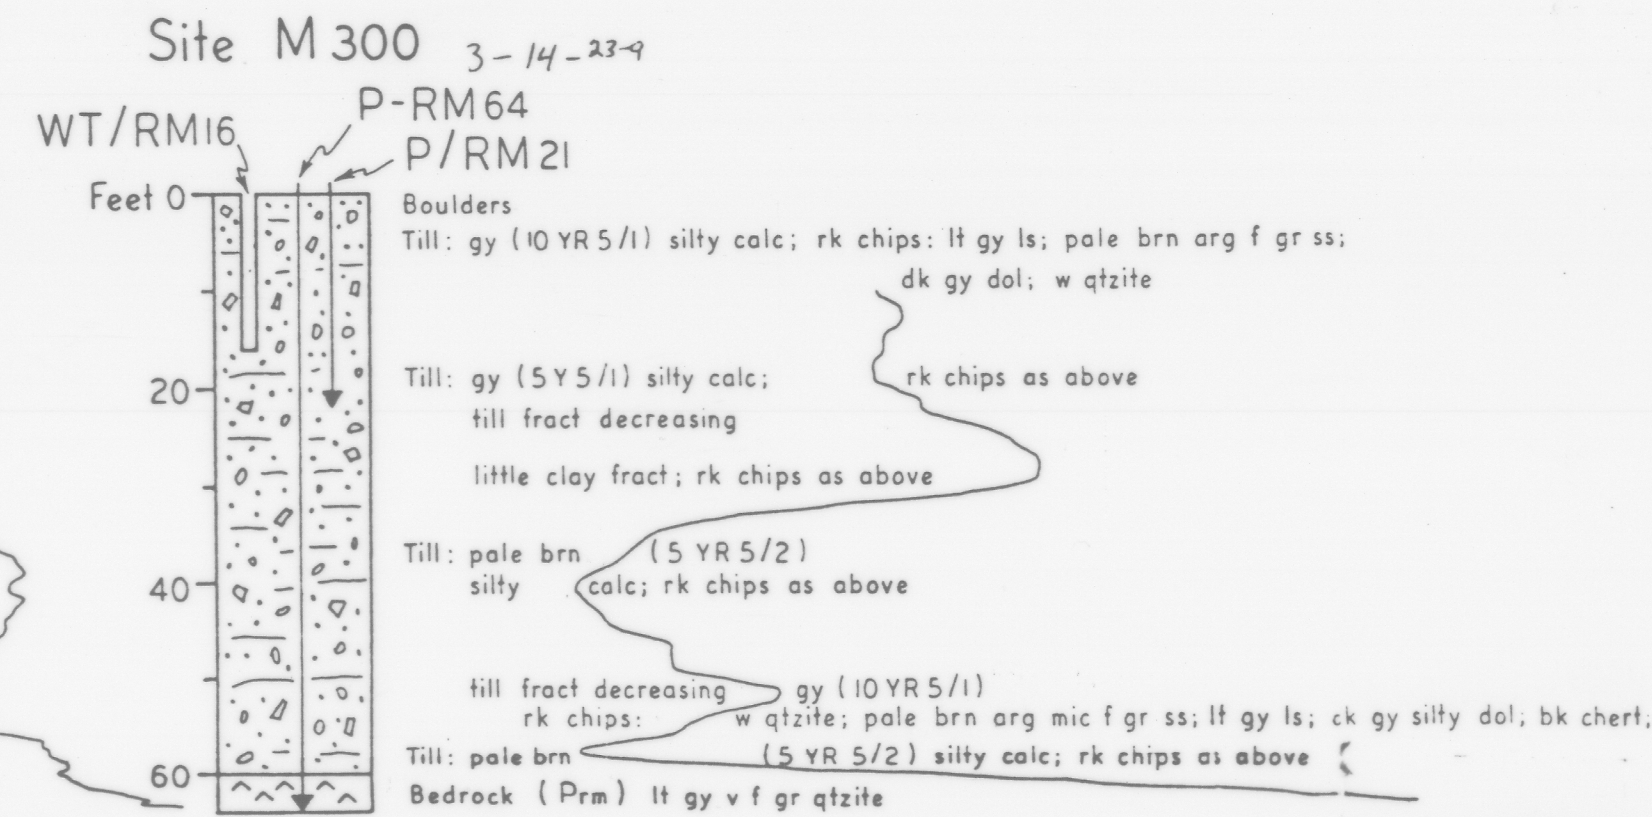 Site M 300 3-14-23-9
P-RM64
WT/RM16
P/RM21
Feet 0
Boulders
Till: gy (10 YR 5/1) silty calc; rk chips: lt gy ls; pale brn arg f gr ss;
dk gy dol; w qtzite
20
Till: gy (5 Y 5/1) silty calc; rk chips as above
till fract decreasing
little clay fract; rk chips as above
Till: pale brn (5 YR 5/2)
40
silty calc; rk chips as above
till fract decreasing gy (10 YR 5/1)
rk chips: w qtzite; pale brn arg mic f gr ss; lt gy ls; ck gy silty dol; bk chert;
Till: pale brn (5 YR 5/2) silty calc; rk chips as above
60
Bedrock (Prm) lt gy v f gr qtzite